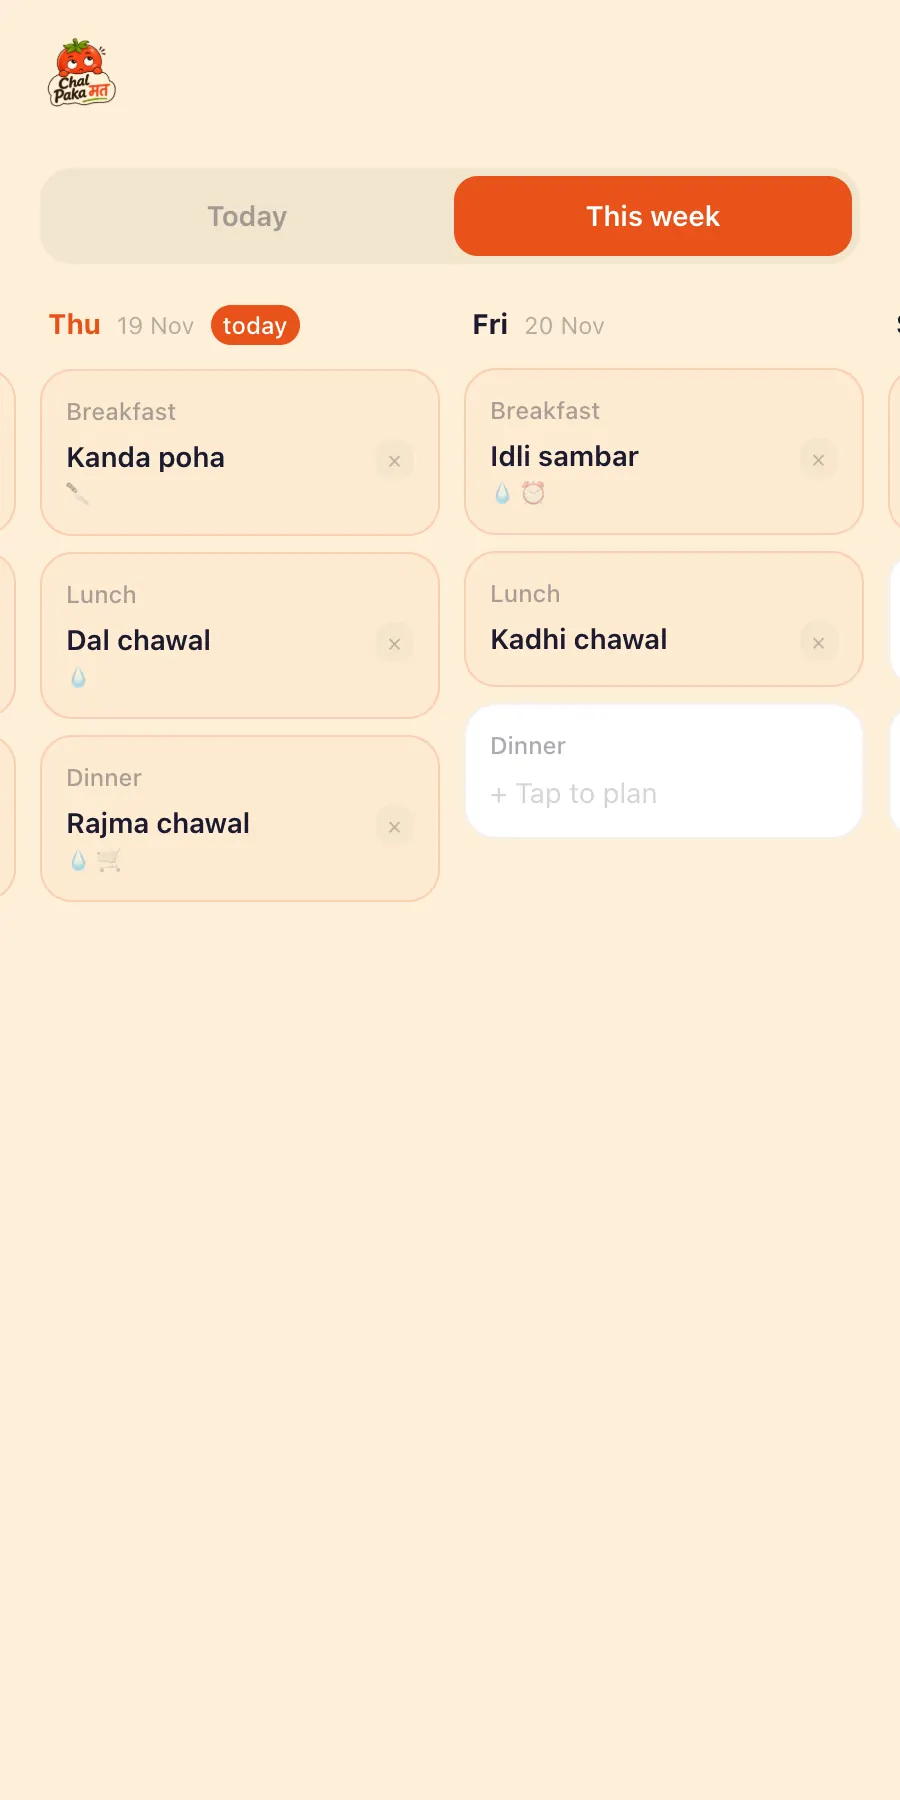 Chal
Paka मत
Today
This week
Thu 19 Nov today
Breakfast
Kanda poha
×
Lunch
Dal chawal
×
Dinner
Rajma chawal
×
Fri 20 Nov
Breakfast
Idli sambar
×
Lunch
Kadhi chawal
×
Dinner
+ Tap to plan